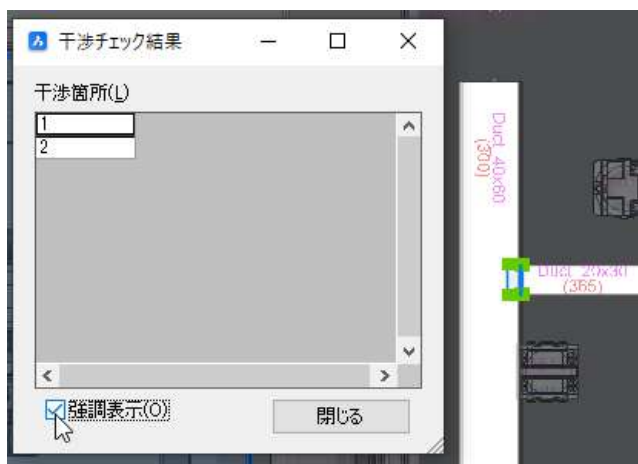 干渉チェック結果
干渉箇所(L)
1
2
強調表示(O)
閉じる
Duct 40x60
(300)
Duct 20x30
(365)